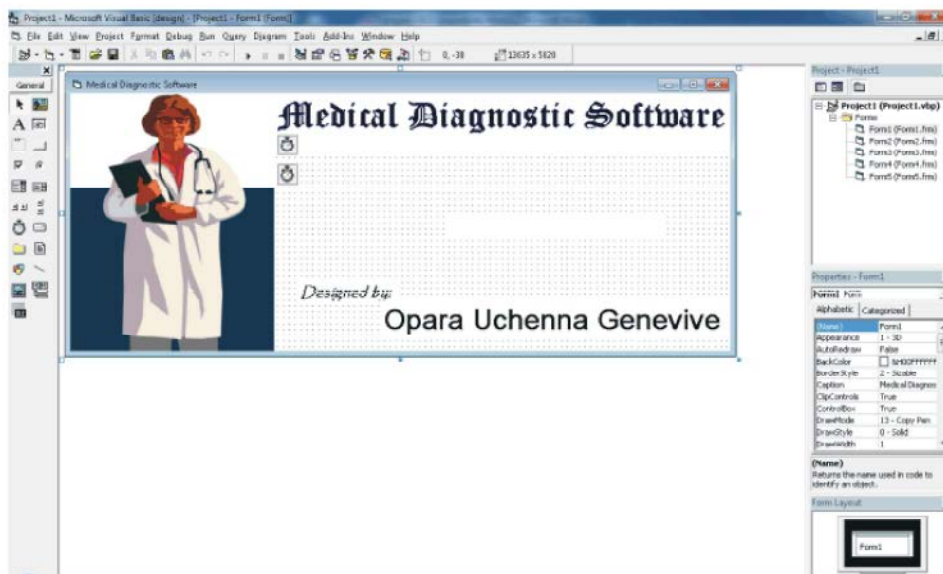 Project1 - Microsoft Visual Basic [design] - [Project1 - Form1 (Form)]
File Edit View Project Format Debug Run Query Diagram Tools Add-Ins Window Help
0, -30 13635 x 5820
General
Medical Diagnostic Software
Medical Diagnostic Software
Designed by:
Opara Uchenna Genevive
Project - Project1
Project1 (Project1.vbp)
Forms
Form1 (Form1.frm)
Form2 (Form2.frm)
Form3 (Form3.frm)
Form4 (Form4.frm)
Form5 (Form5.frm)
Properties - Form1
Form1 Form
Alphabetic Categorized
(Name) Form1
Appearance 1 - 3D
AutoRedraw False
BackColor &H00FFFFFF
BorderStyle 2 - Sizable
Caption Medical Diagnos
ClipControls True
ControlBox True
DrawMode 13 - Copy Pen
DrawStyle 0 - Solid
DrawWidth 1
(Name)
Returns the name used in code to
identify an object.
Form Layout
Form1